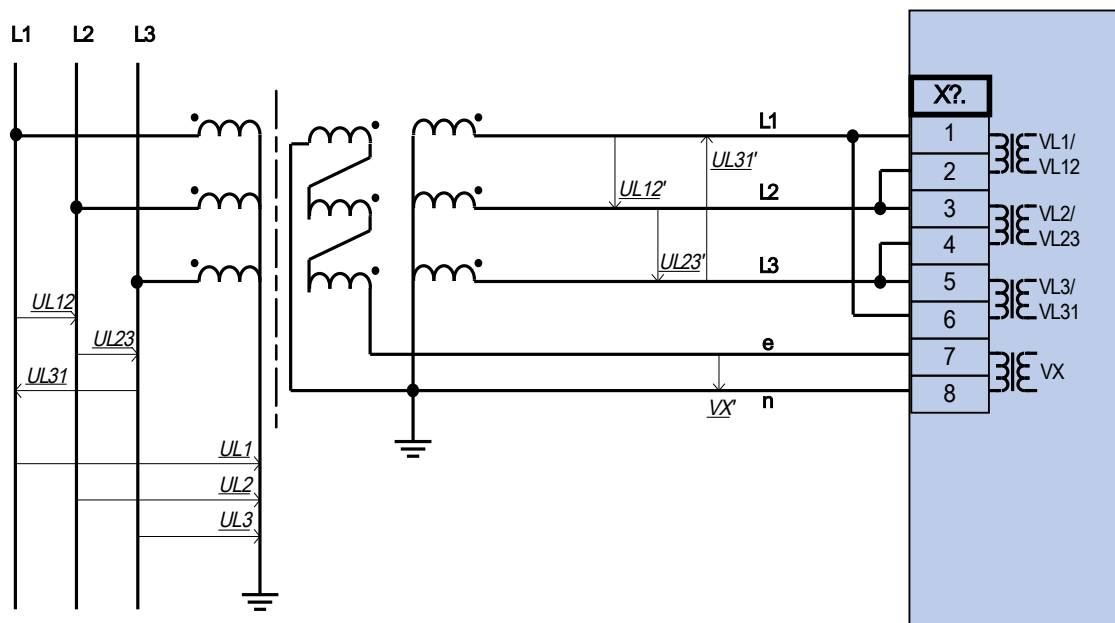 L1 L2 L3
X?.
L1
1
VL1/
VL12
UL31'
2
UL12'
L2
3
VL2/
VL23
4
UL23'
L3
5
VL3/
VL31
UL12
6
UL23
e
7
VX
UL31
8
VX'
n
UL1
UL2
UL3